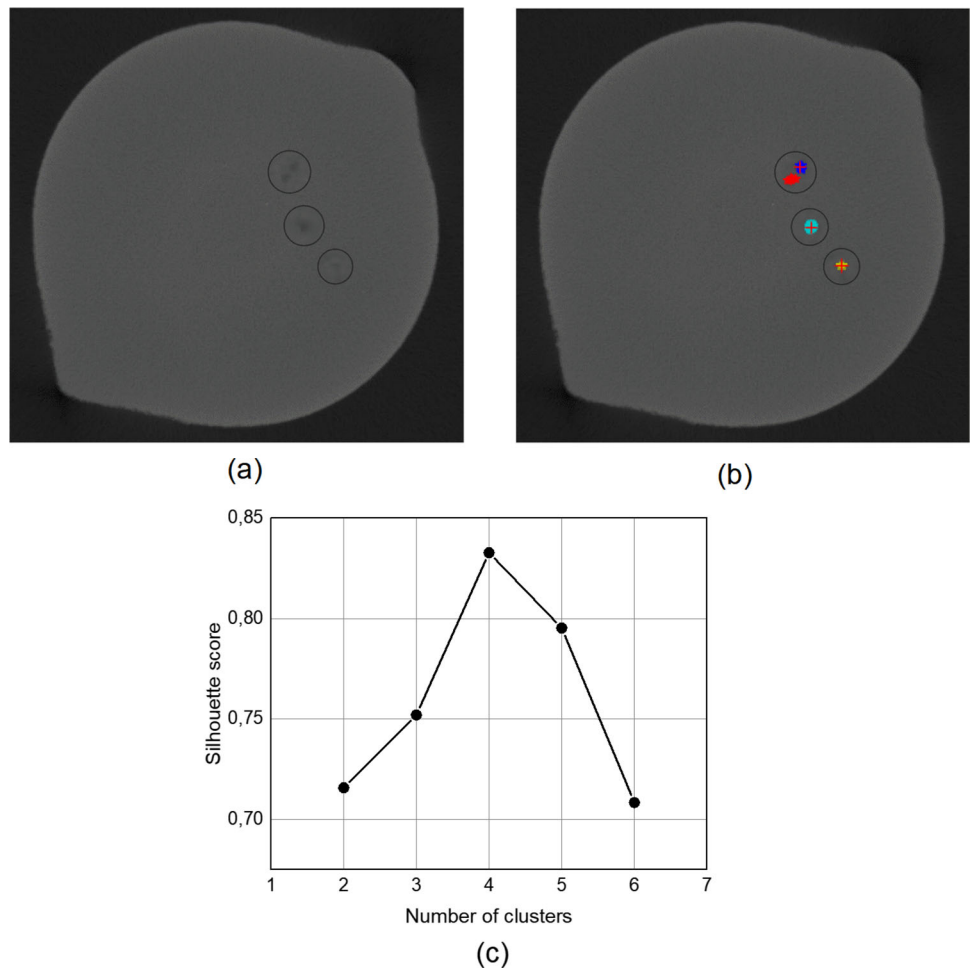 (a)
(b)
0,85
0,80
0,75
0,70
Silhouette score
1 2 3 4 5 6 7
Number of clusters
(c)